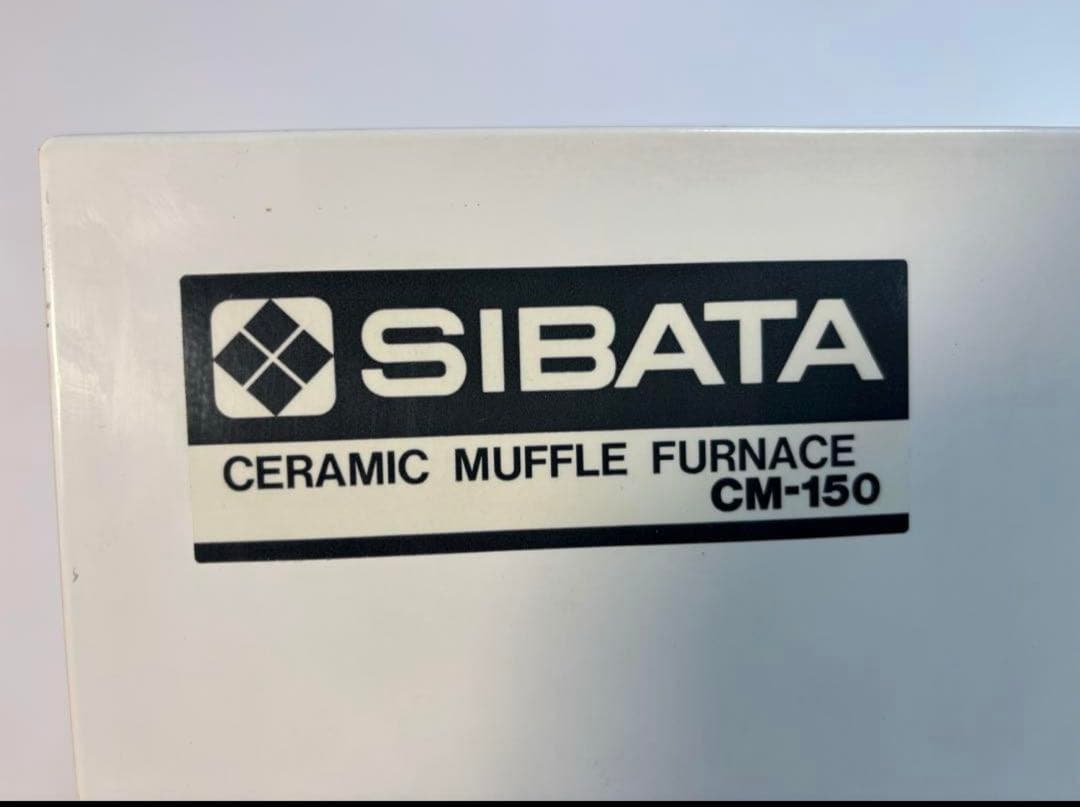 SIBATA
CERAMIC MUFFLE FURNACE
CM-150